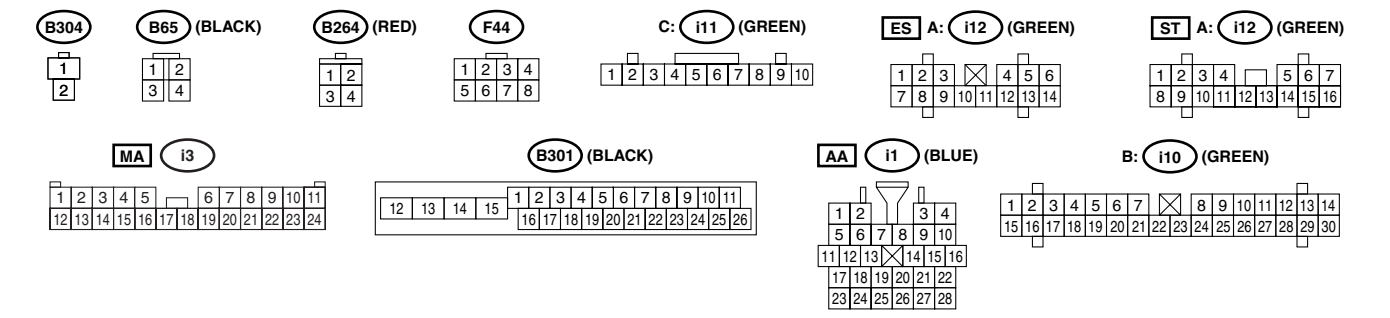 B304 B65 (BLACK) B264 (RED) F44 C: i11 (GREEN) ES A: i12 (GREEN) ST A: i12 (GREEN)
1
2
1 2
3 4
1 2
3 4
1 2 3 4
5 6 7 8
1 2 3 4 5 6 7 8 9 10
1 2 3 4 5 6
7 8 9 10 11 12 13 14
1 2 3 4 5 6 7
8 9 10 11 12 13 14 15 16
MA i3 B301 (BLACK) AA i1 (BLUE) B: i10 (GREEN)
1 2 3 4 5 6 7 8 9 10 11
12 13 14 15 16 17 18 19 20 21 22 23 24
12 13 14 15 1 2 3 4 5 6 7 8 9 10 11
16 17 18 19 20 21 22 23 24 25 26
1 2 3 4
5 6 7 8 9 10
11 12 13 14 15 16
17 18 19 20 21 22
23 24 25 26 27 28
1 2 3 4 5 6 7 8 9 10 11 12 13 14
15 16 17 18 19 20 21 22 23 24 25 26 27 28 29 30